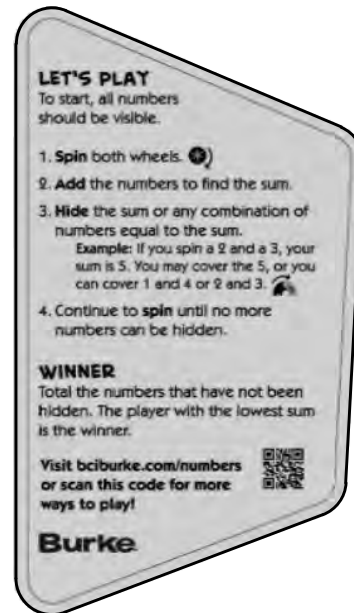 LET'S PLAY
To start, all numbers
should be visible.
1. Spin both wheels.
2. Add the numbers to find the sum.
3. Hide the sum or any combination of
numbers equal to the sum.
Example: If you spin a 2 and a 3, your
sum is 5. You may cover the 5, or you
can cover 1 and 4 or 2 and 3.
4. Continue to spin until no more
numbers can be hidden.
WINNER
Total the numbers that have not been
hidden. The player with the lowest sum
is the winner.
Visit bciburke.com/numbers
or scan this code for more
ways to play!
Burke